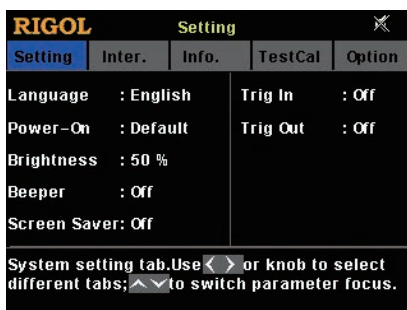 RIGOL Setting
Setting Inter. Info. TestCal Option
Language : English Trig In : Off
Power-On : Default Trig Out : Off
Brightness : 50 %
Beeper : Off
Screen Saver: Off
System setting tab.Use < > or knob to select
different tabs; to switch parameter focus.